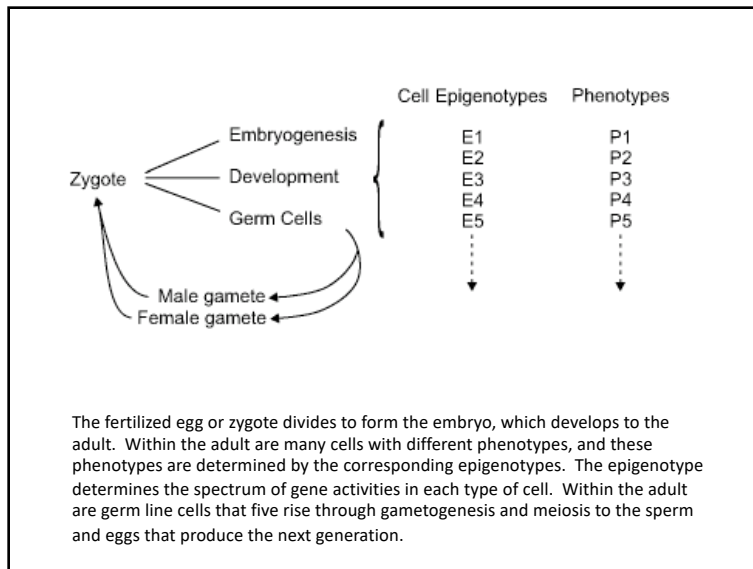 Cell Epigenotypes Phenotypes
Embryogenesis E1 P1
E2 P2
Zygote Development E3 P3
E4 P4
Germ Cells E5 P5
Male gamete
Female gamete
The fertilized egg or zygote divides to form the embryo, which develops to the
adult. Within the adult are many cells with different phenotypes, and these
phenotypes are determined by the corresponding epigenotypes. The epigenotype
determines the spectrum of gene activities in each type of cell. Within the adult
are germ line cells that five rise through gametogenesis and meiosis to the sperm
and eggs that produce the next generation.